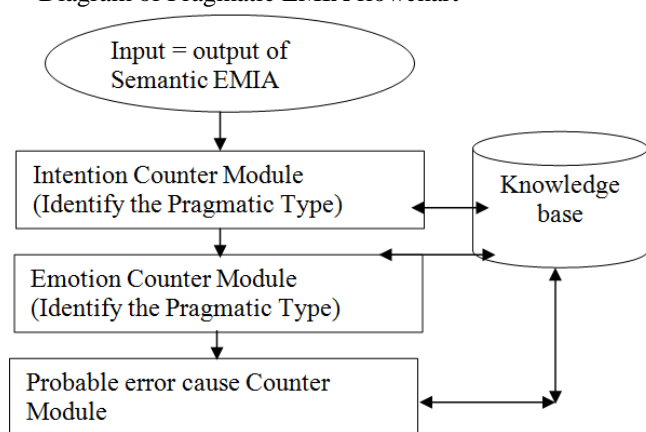 Diagram of Pragmatic EMIA Flowchart
Input = output of
Semantic EMIA
Intention Counter Module
(Identify the Pragmatic Type)
Knowledge
base
Emotion Counter Module
(Identify the Pragmatic Type)
Probable error cause Counter
Module